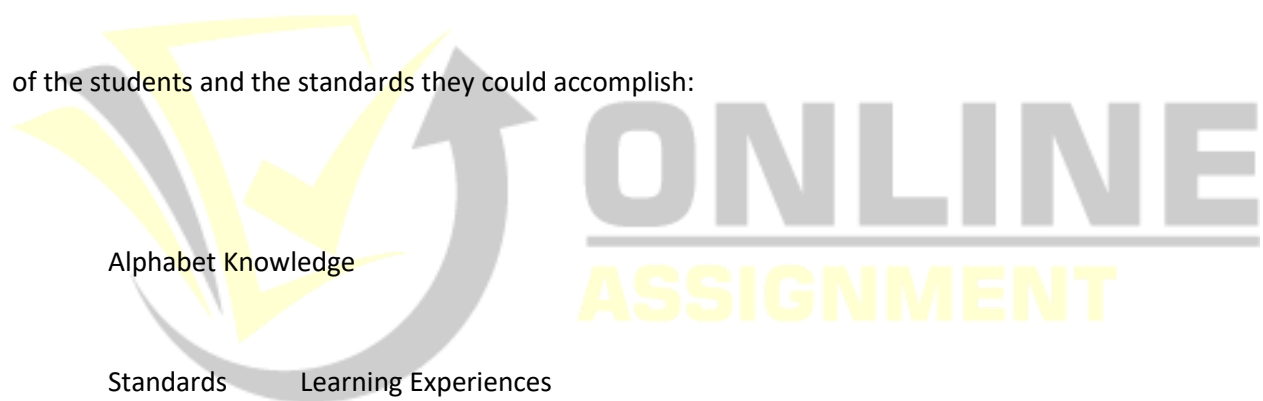 of the students and the standards they could accomplish:
ONLINE
ASSIGNMENT
Alphabet Knowledge
Standards Learning Experiences